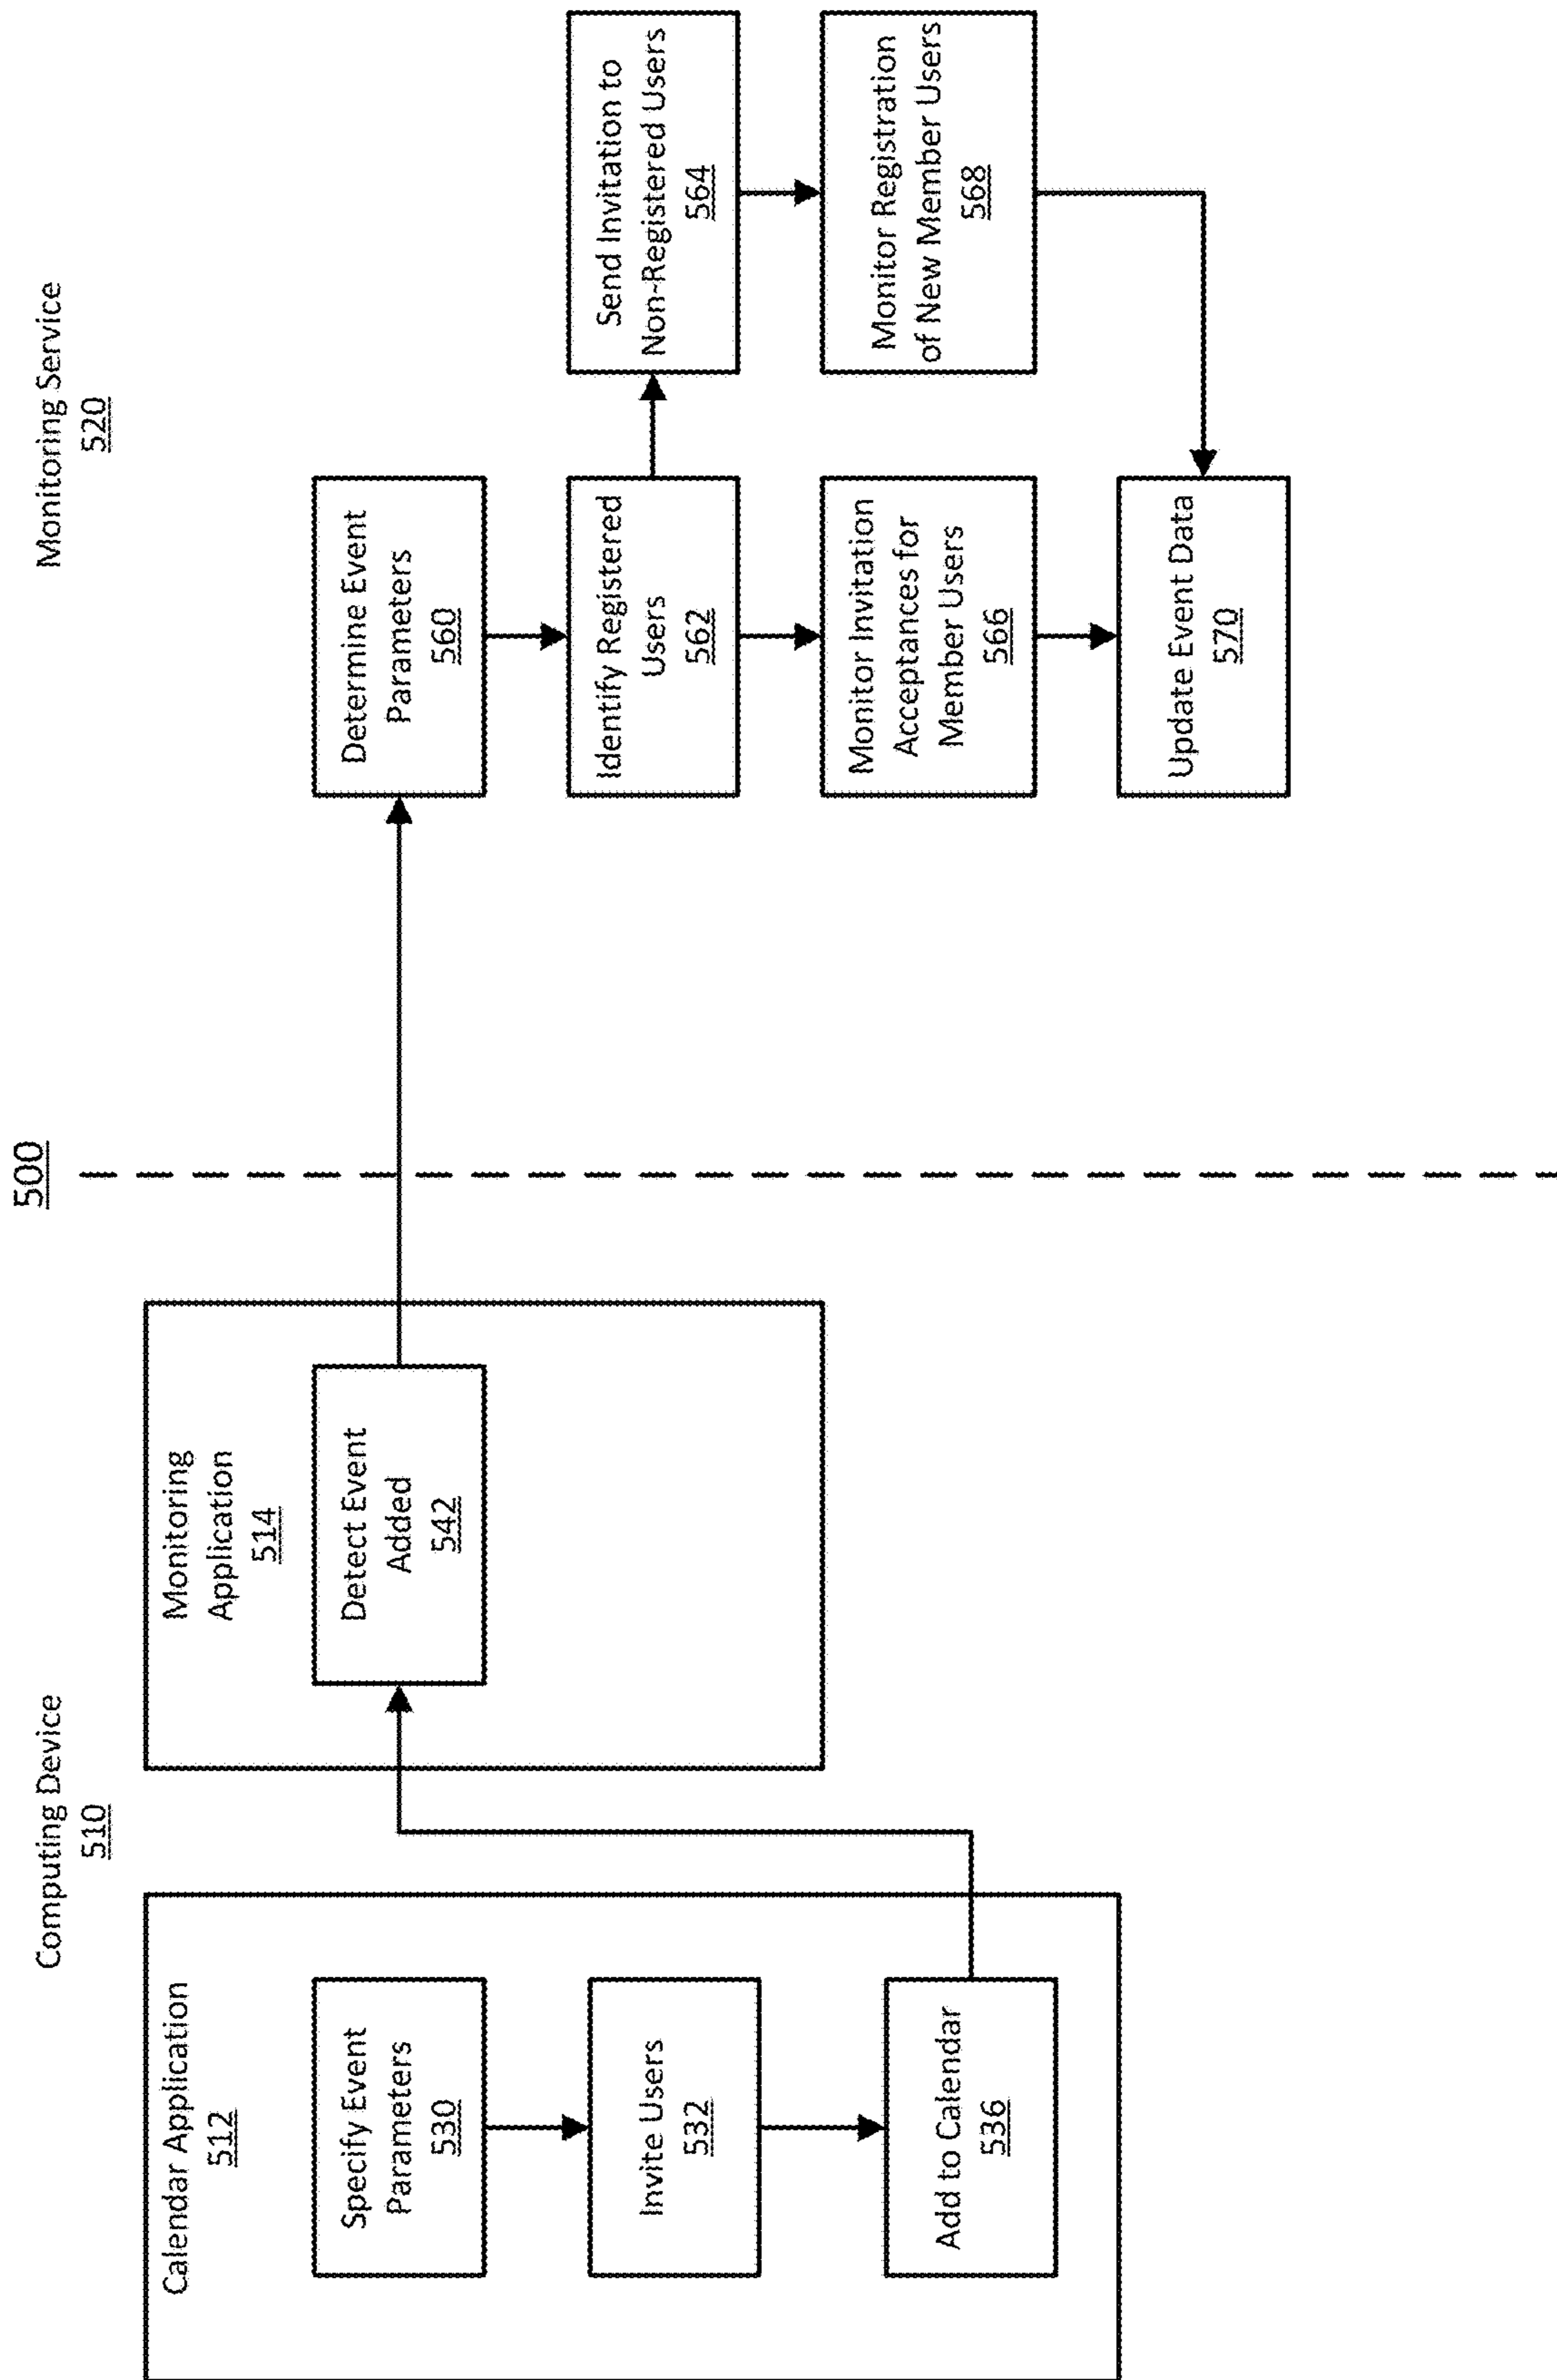 500
Computing Device
510
Monitoring Service
520
Calendar Application
512
Specify Event
Parameters
530
Invite Users
532
Add to Calendar
536
Monitoring
Application
514
Detect Event
Added
542
Determine Event
Parameters
560
Identify Registered
Users
562
Send Invitation to
Non-Registered Users
564
Monitor Invitation
Acceptances for
Member Users
566
Monitor Registration
of New Member Users
568
Update Event Data
570